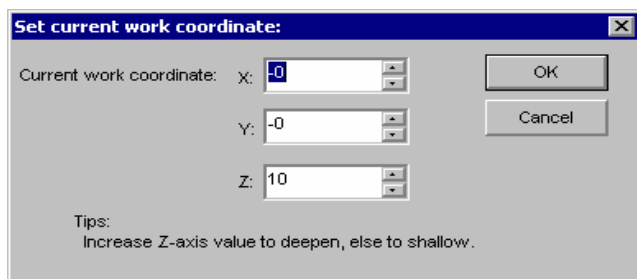 Set current work coordinate:
Current work coordinate: X: -0
OK
Y: -0
Cancel
Z: 10
Tips:
Increase Z-axis value to deepen, else to shallow.